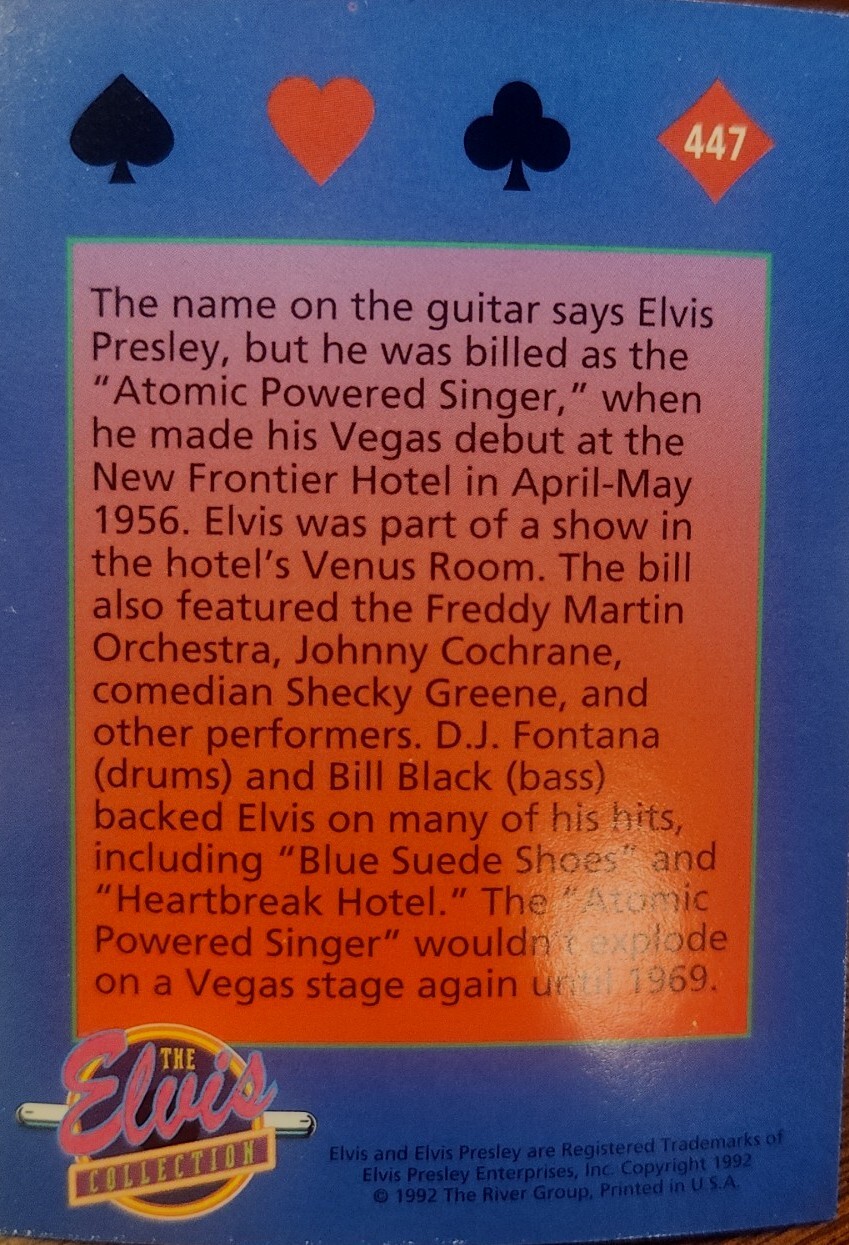 447
The name on the guitar says Elvis
Presley, but he was billed as the
"Atomic Powered Singer," when
he made his Vegas debut at the
New Frontier Hotel in April-May
1956. Elvis was part of a show in
the hotel's Venus Room. The bill
also featured the Freddy Martin
Orchestra, Johnny Cochrane,
comedian Shecky Greene, and
other performers. D.J. Fontana
(drums) and Bill Black (bass)
backed Elvis on many of his hits,
including "Blue Suede Shoes" and
"Heartbreak Hotel." The "Atomic
Powered Singer" wouldn't explode
on a Vegas stage again until 1969.
THE
Elvis
COLLECTION
Elvis and Elvis Presley are Registered Trademarks of
Elvis Presley Enterprises, Inc. Copyright 1992
© 1992 The River Group, Printed in U.S.A.